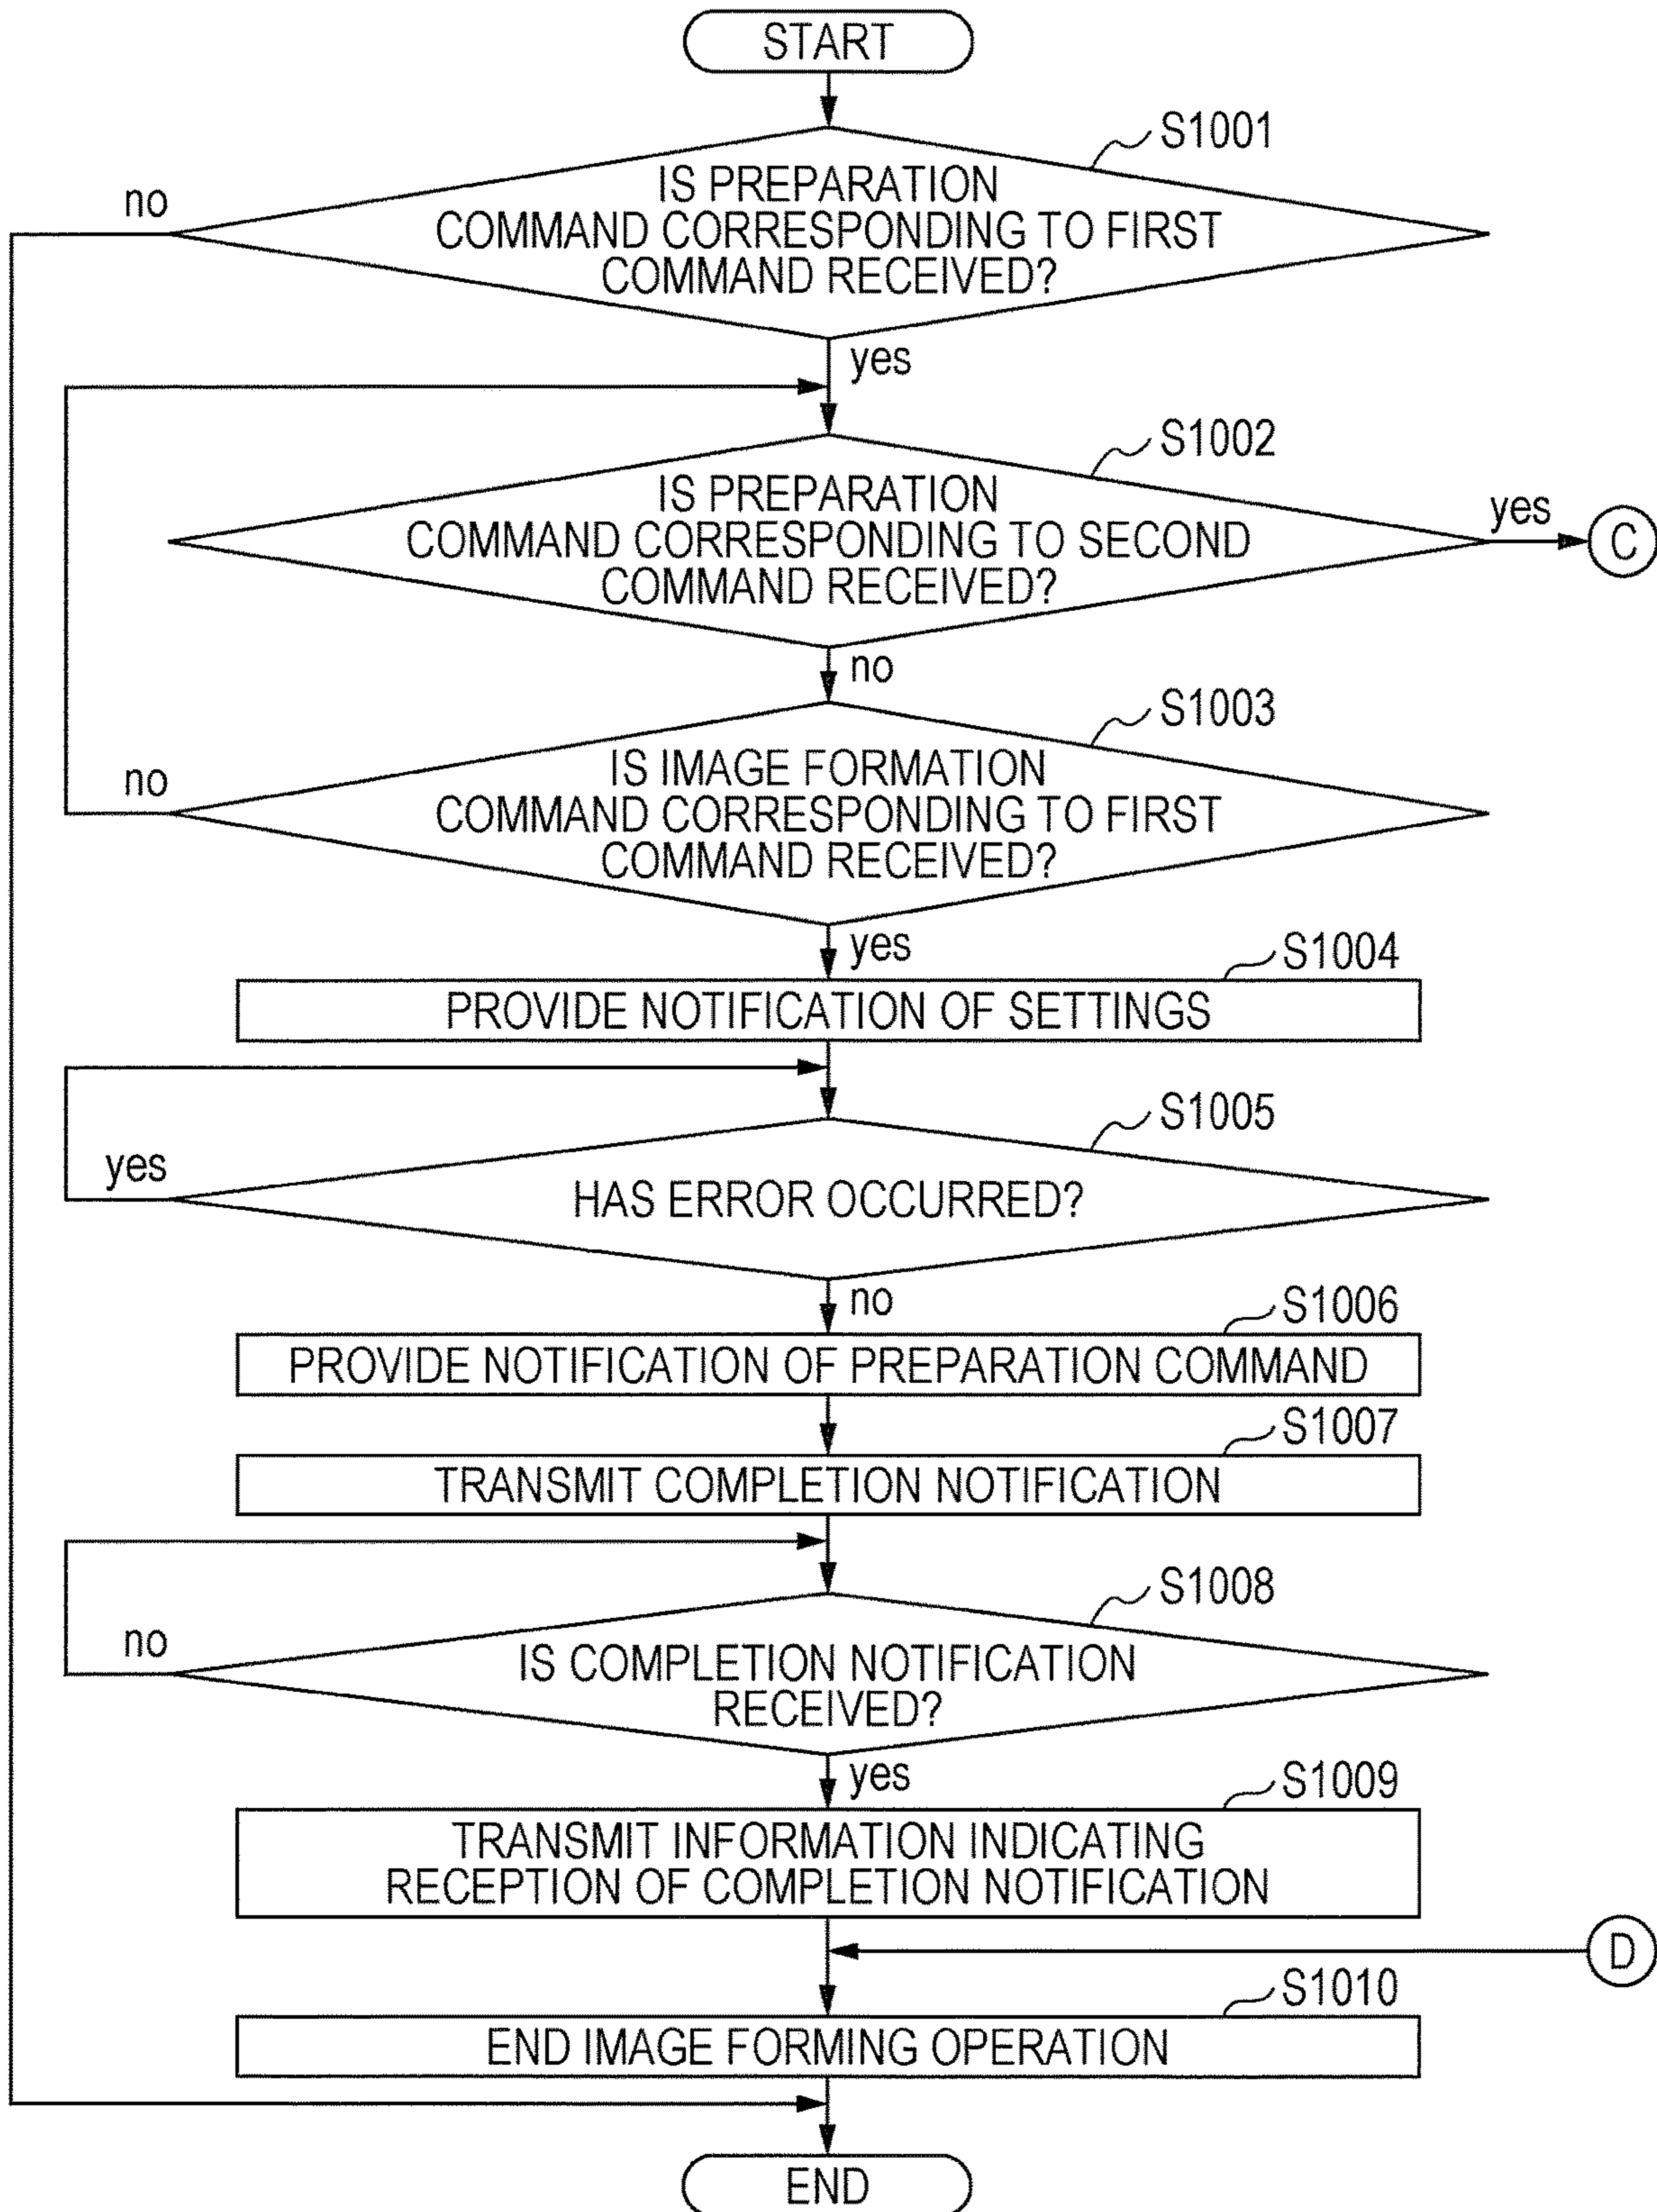 START
S1001
IS PREPARATION
no
COMMAND CORRESPONDING TO FIRST
COMMAND RECEIVED?
yes
S1002
IS PREPARATION
yes
COMMAND CORRESPONDING TO SECOND
C
COMMAND RECEIVED?
no
S1003
IS IMAGE FORMATION
no
COMMAND CORRESPONDING TO FIRST
COMMAND RECEIVED?
yes
S1004
PROVIDE NOTIFICATION OF SETTINGS
S1005
yes
HAS ERROR OCCURRED?
no
S1006
PROVIDE NOTIFICATION OF PREPARATION COMMAND
S1007
TRANSMIT COMPLETION NOTIFICATION
S1008
no
IS COMPLETION NOTIFICATION
RECEIVED?
yes
S1009
TRANSMIT INFORMATION INDICATING
RECEPTION OF COMPLETION NOTIFICATION
D
S1010
END IMAGE FORMING OPERATION
END